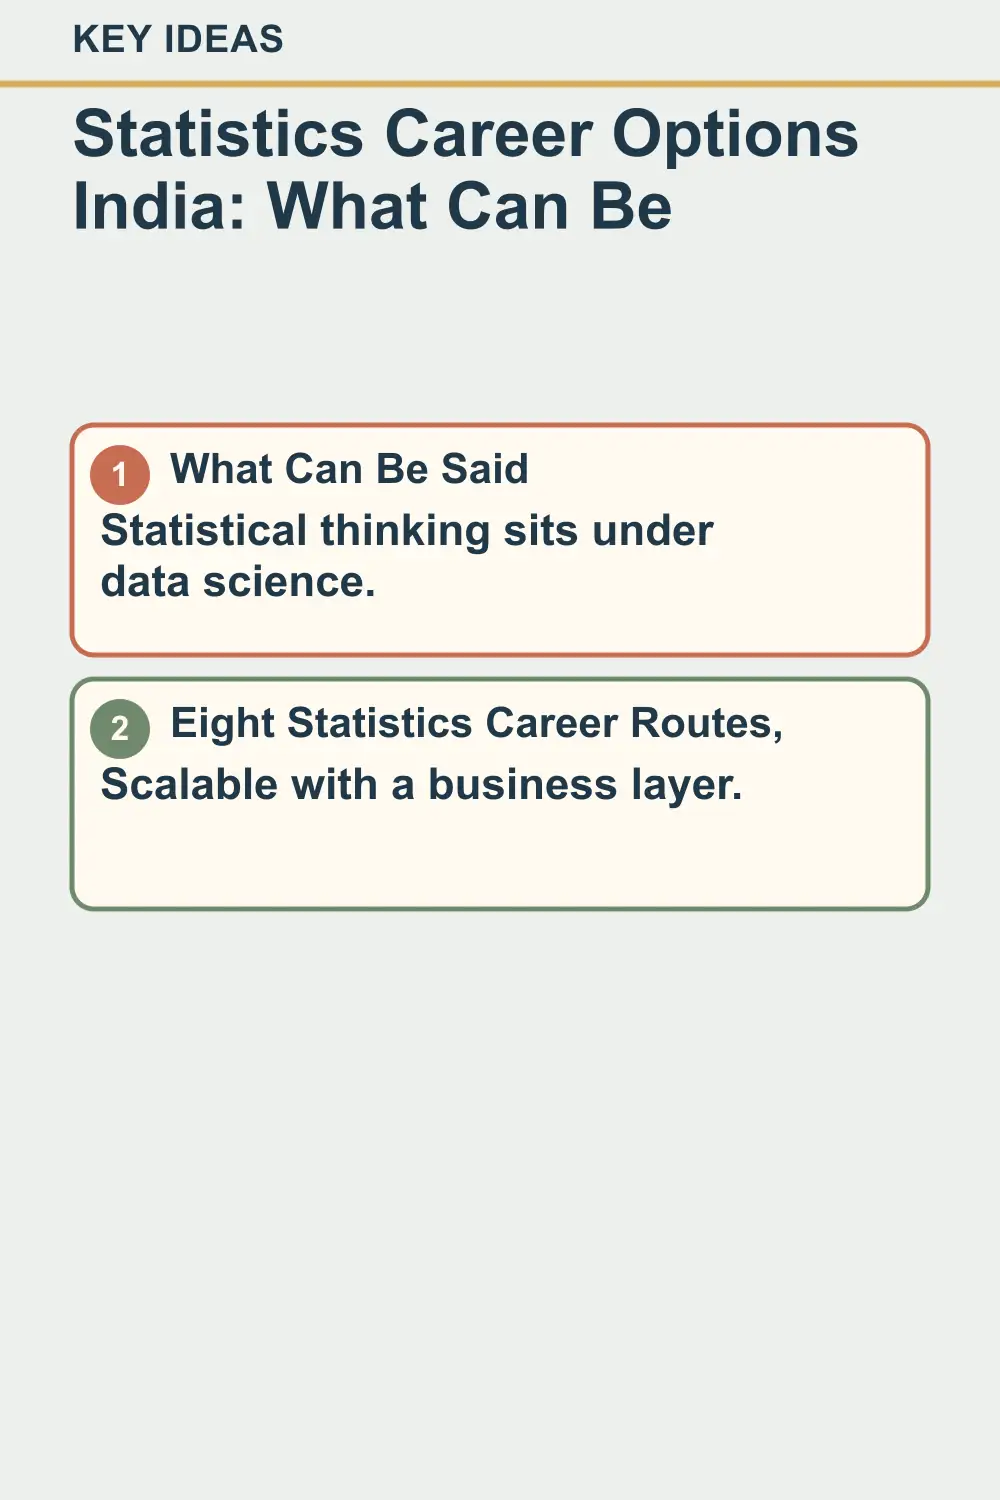 KEY IDEAS
Statistics Career Options
India: What Can Be
1 What Can Be Said
Statistical thinking sits under
data science.
2 Eight Statistics Career Routes,
Scalable with a business layer.